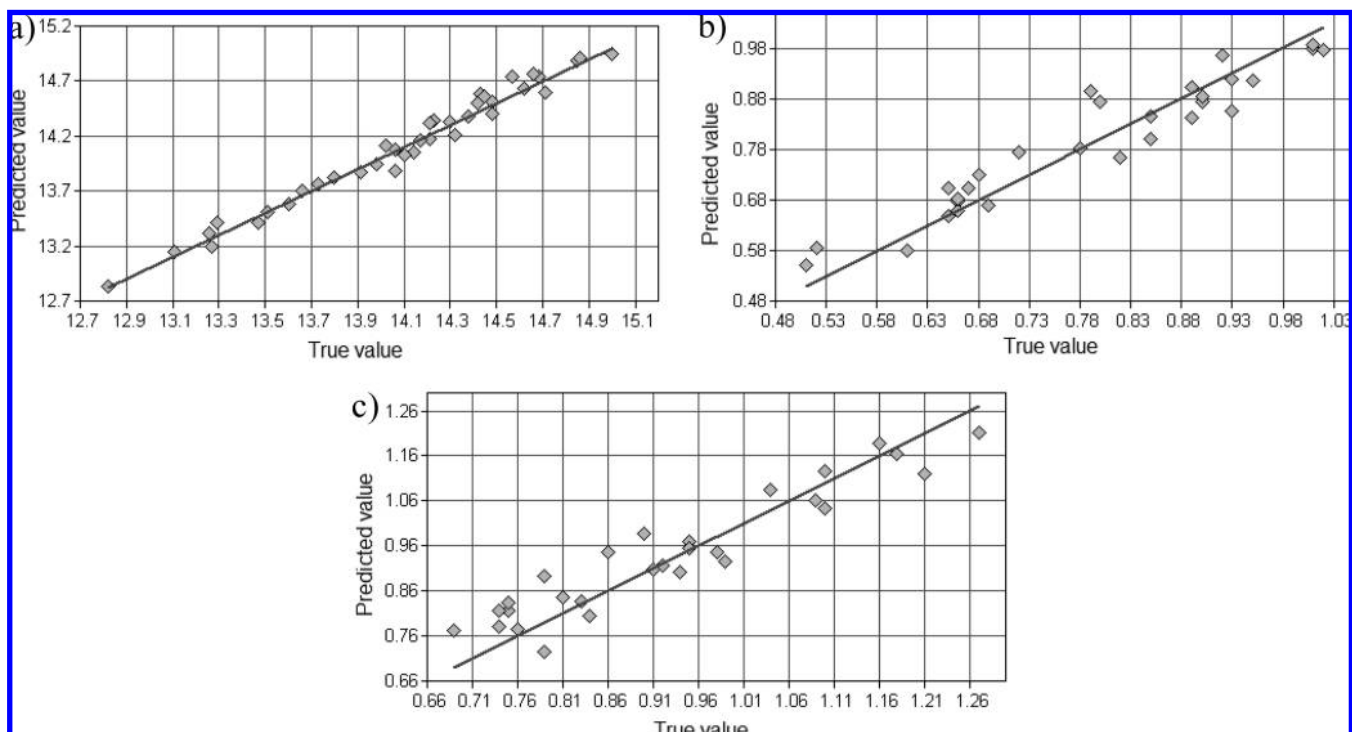 a)
15.2
14.7
14.2
13.7
13.2
12.7
Predicted value
12.7 12.9 13.1 13.3 13.5 13.7 13.9 14.1 14.3 14.5 14.7 14.9 15.1
True value
b)
0.98
0.88
0.78
0.68
0.58
0.48
Predicted value
0.48 0.53 0.58 0.63 0.68 0.73 0.78 0.83 0.88 0.93 0.98 1.03
True value
c)
1.26
1.16
1.06
0.96
0.86
0.76
0.66
Predicted value
0.66 0.71 0.76 0.81 0.86 0.91 0.96 1.01 1.06 1.11 1.16 1.21 1.26
True value